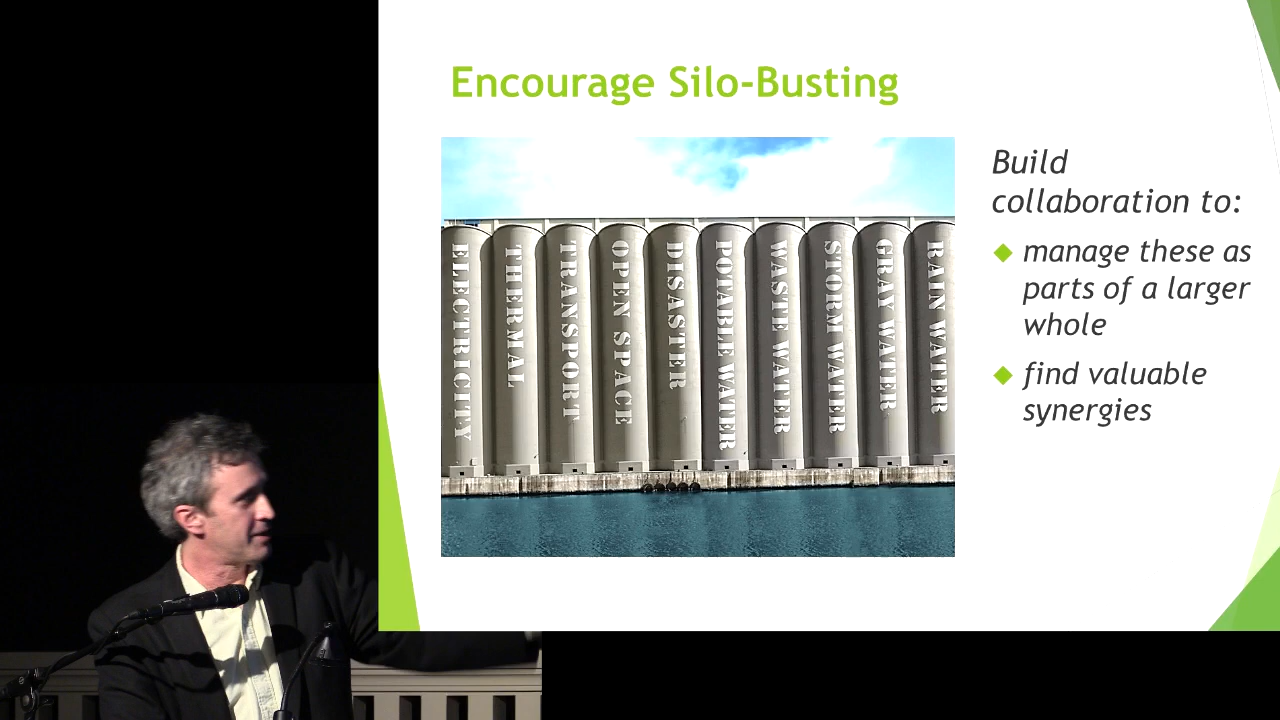 Encourage Silo-Busting
ELECTRICITY
THERMAL
TRANSPORT
OPEN SPACE
DISASTER
POTABLE WATER
WASTE WATER
STORM WATER
GRAY WATER
RAIN WATER
Build
collaboration to:
manage these as
parts of a larger
whole
find valuable
synergies